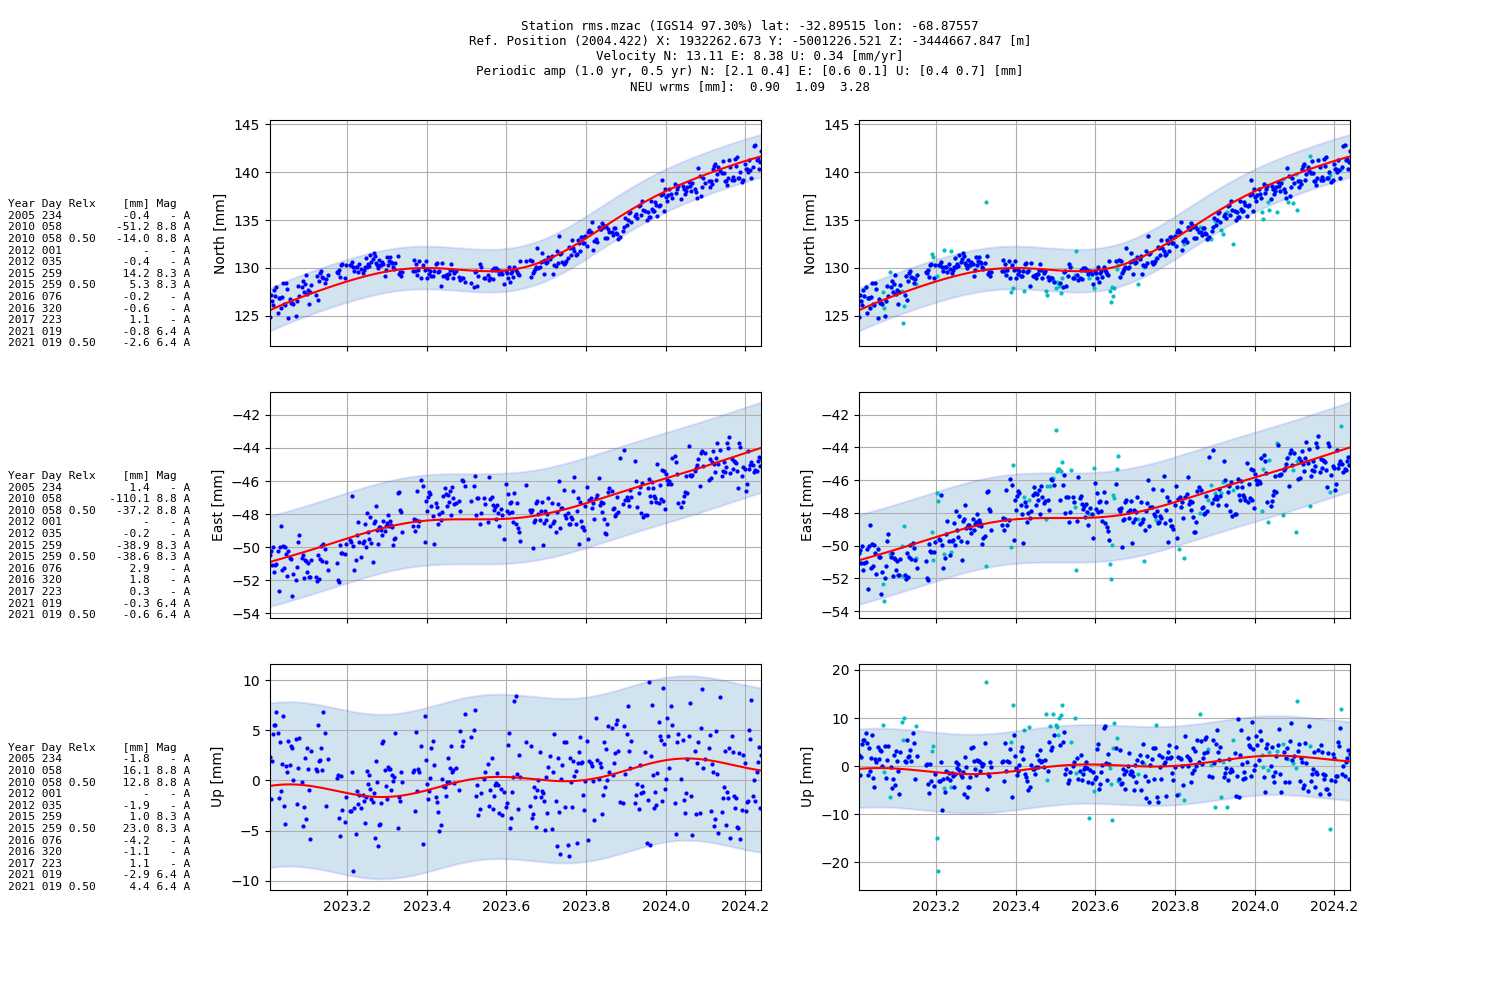 Station rms.mzac (IGS14 97.30%) lat: -32.89515 lon: -68.87557
Ref. Position (2004.422) X: 1932262.673 Y: -5001226.521 Z: -3444667.847 [m]
Velocity N: 13.11 E: 8.38 U: 0.34 [mm/yr]
Periodic amp (1.0 yr, 0.5 yr) N: [2.1 0.4] E: [0.6 0.1] U: [0.4 0.7] [mm]
NEU wrms [mm]:  0.90  1.09  3.28
Year Day Relx    [mm] Mag
2005 234         -0.4   - A
2010 058        -51.2 8.8 A
2010 058 0.50   -14.0 8.8 A
2012 001            -   - A
2012 035         -0.4   - A
2015 259         14.2 8.3 A
2015 259 0.50     5.3 8.3 A
2016 076         -0.2   - A
2016 320         -0.6   - A
2017 223          1.1   - A
2021 019         -0.8 6.4 A
2021 019 0.50    -2.6 6.4 A
North [mm]
145
140
135
130
125
North [mm]
145
140
135
130
125
Year Day Relx    [mm] Mag
2005 234          1.4   - A
2010 058       -110.1 8.8 A
2010 058 0.50   -37.2 8.8 A
2012 001            -   - A
2012 035         -0.2   - A
2015 259        -38.9 8.3 A
2015 259 0.50   -38.6 8.3 A
2016 076          2.9   - A
2016 320          1.8   - A
2017 223          0.3   - A
2021 019         -0.3 6.4 A
2021 019 0.50    -0.6 6.4 A
East [mm]
−42
−44
−46
−48
−50
−52
−54
East [mm]
−42
−44
−46
−48
−50
−52
−54
Year Day Relx    [mm] Mag
2005 234         -1.8   - A
2010 058         16.1 8.8 A
2010 058 0.50    12.8 8.8 A
2012 001            -   - A
2012 035         -1.9   - A
2015 259          1.0 8.3 A
2015 259 0.50    23.0 8.3 A
2016 076         -4.2   - A
2016 320         -1.1   - A
2017 223          1.1   - A
2021 019         -2.9 6.4 A
2021 019 0.50     4.4 6.4 A
Up [mm]
10
5
0
−5
−10
2023.2 2023.4 2023.6 2023.8 2024.0 2024.2
Up [mm]
20
10
0
−10
−20
2023.2 2023.4 2023.6 2023.8 2024.0 2024.2